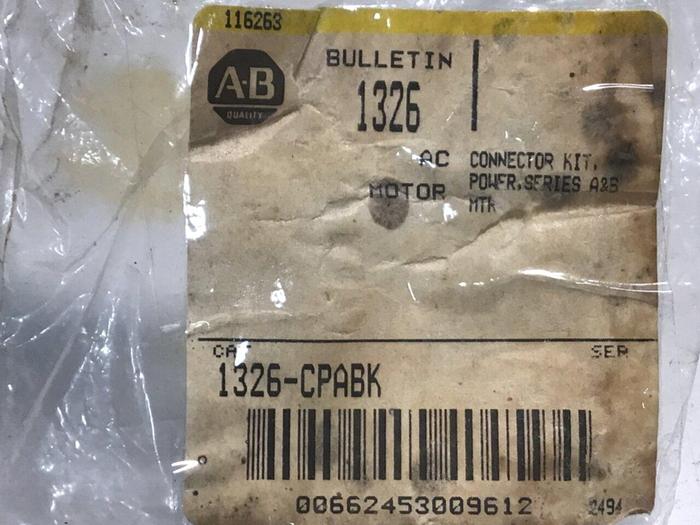 116263
A-B
QUALITY
BULLETIN
1326
AC
MOTOR
CONNECTOR KIT,
POWER,SERIES A&B
MTR
CAT
SER
1326-CPABK
00662453009612
2494